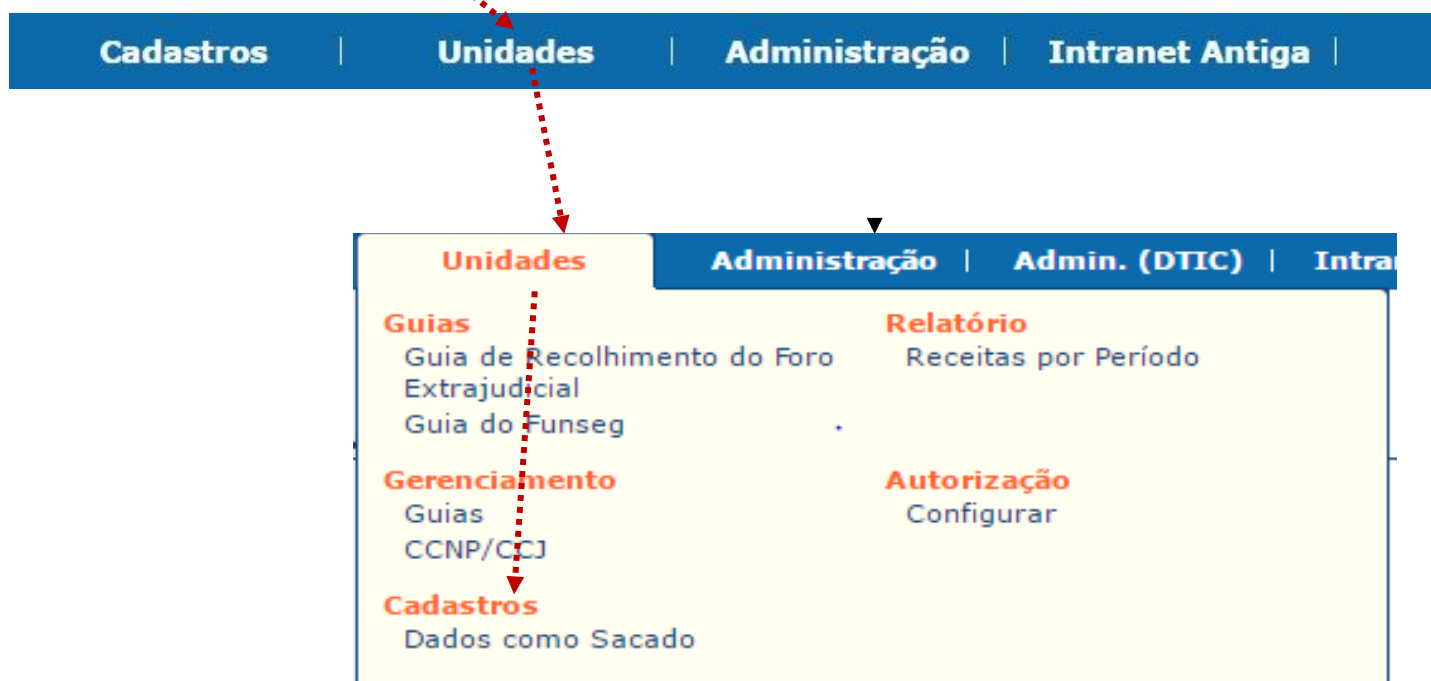 Cadastros | Unidades | Administração | Intranet Antiga |
Unidades Administração | Admin. (DTIC) | Intra
Guias Relatório
Guia de Recolhimento do Foro Receitas por Período
Extrajudicial
Guia do Funseg
Gerenciamento Autorização
Guias Configurar
CCNP/CCJ
Cadastros
Dados como Sacado